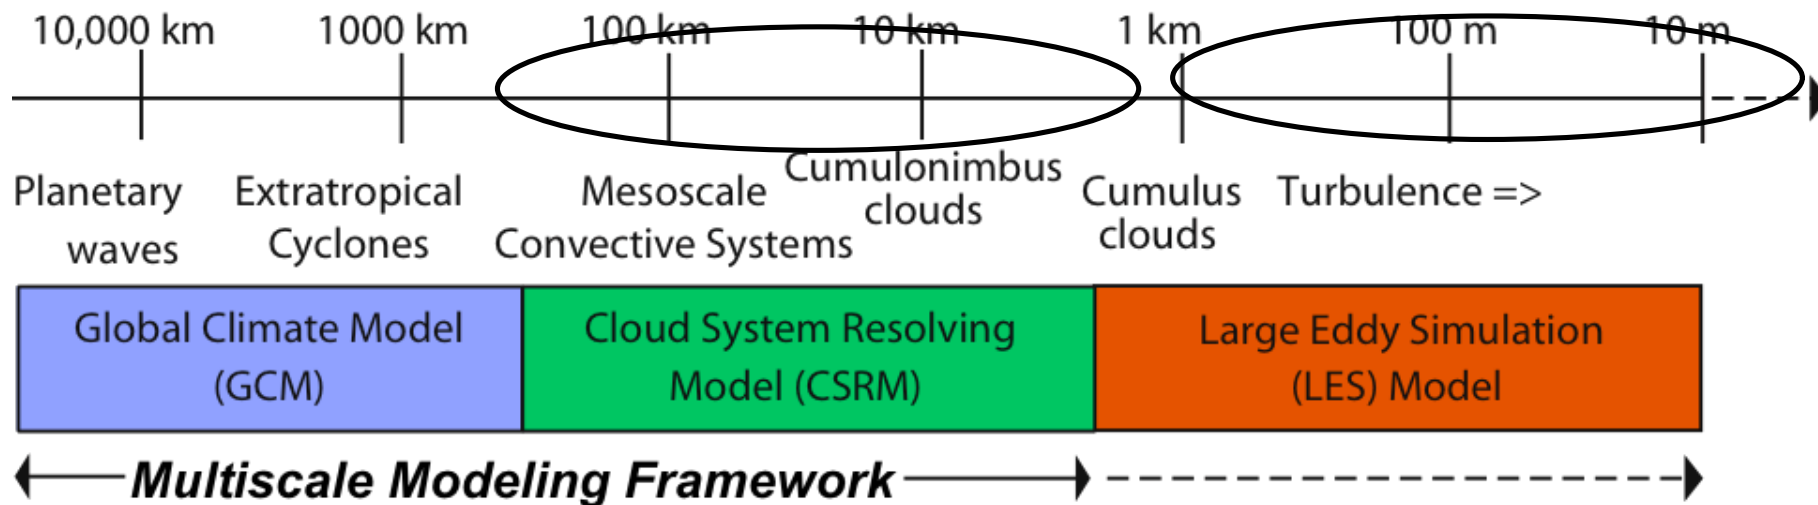 10,000 km 1000 km 100 km 10 km 1 km 100 m 10 m
Planetary
waves
Extratropical
Cyclones
Mesoscale
Convective Systems
Cumulonimbus
clouds
Cumulus
clouds
Turbulence =>
Global Climate Model
(GCM)
Cloud System Resolving
Model (CSRM)
Large Eddy Simulation
(LES) Model
Multiscale Modeling Framework